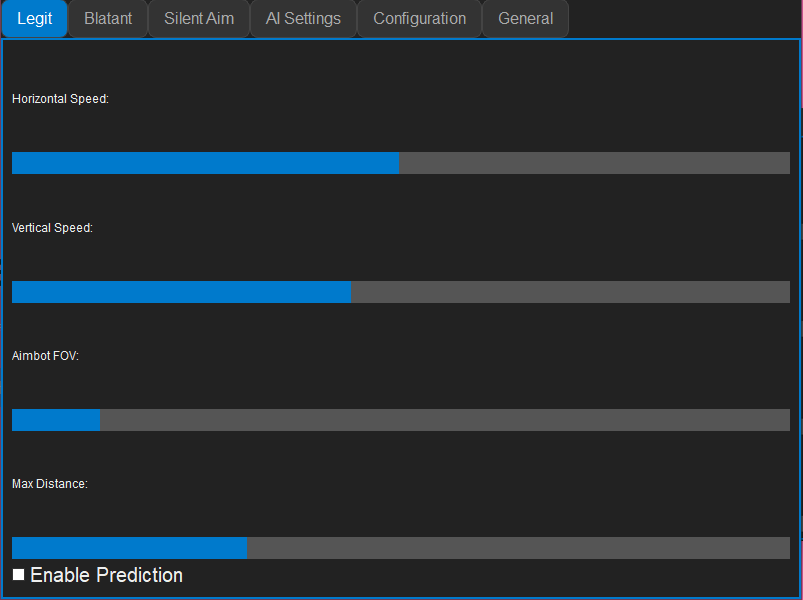 Legit Blatant Silent Aim AI Settings Configuration General
Horizontal Speed:
Vertical Speed:
Aimbot FOV:
Max Distance:
Enable Prediction